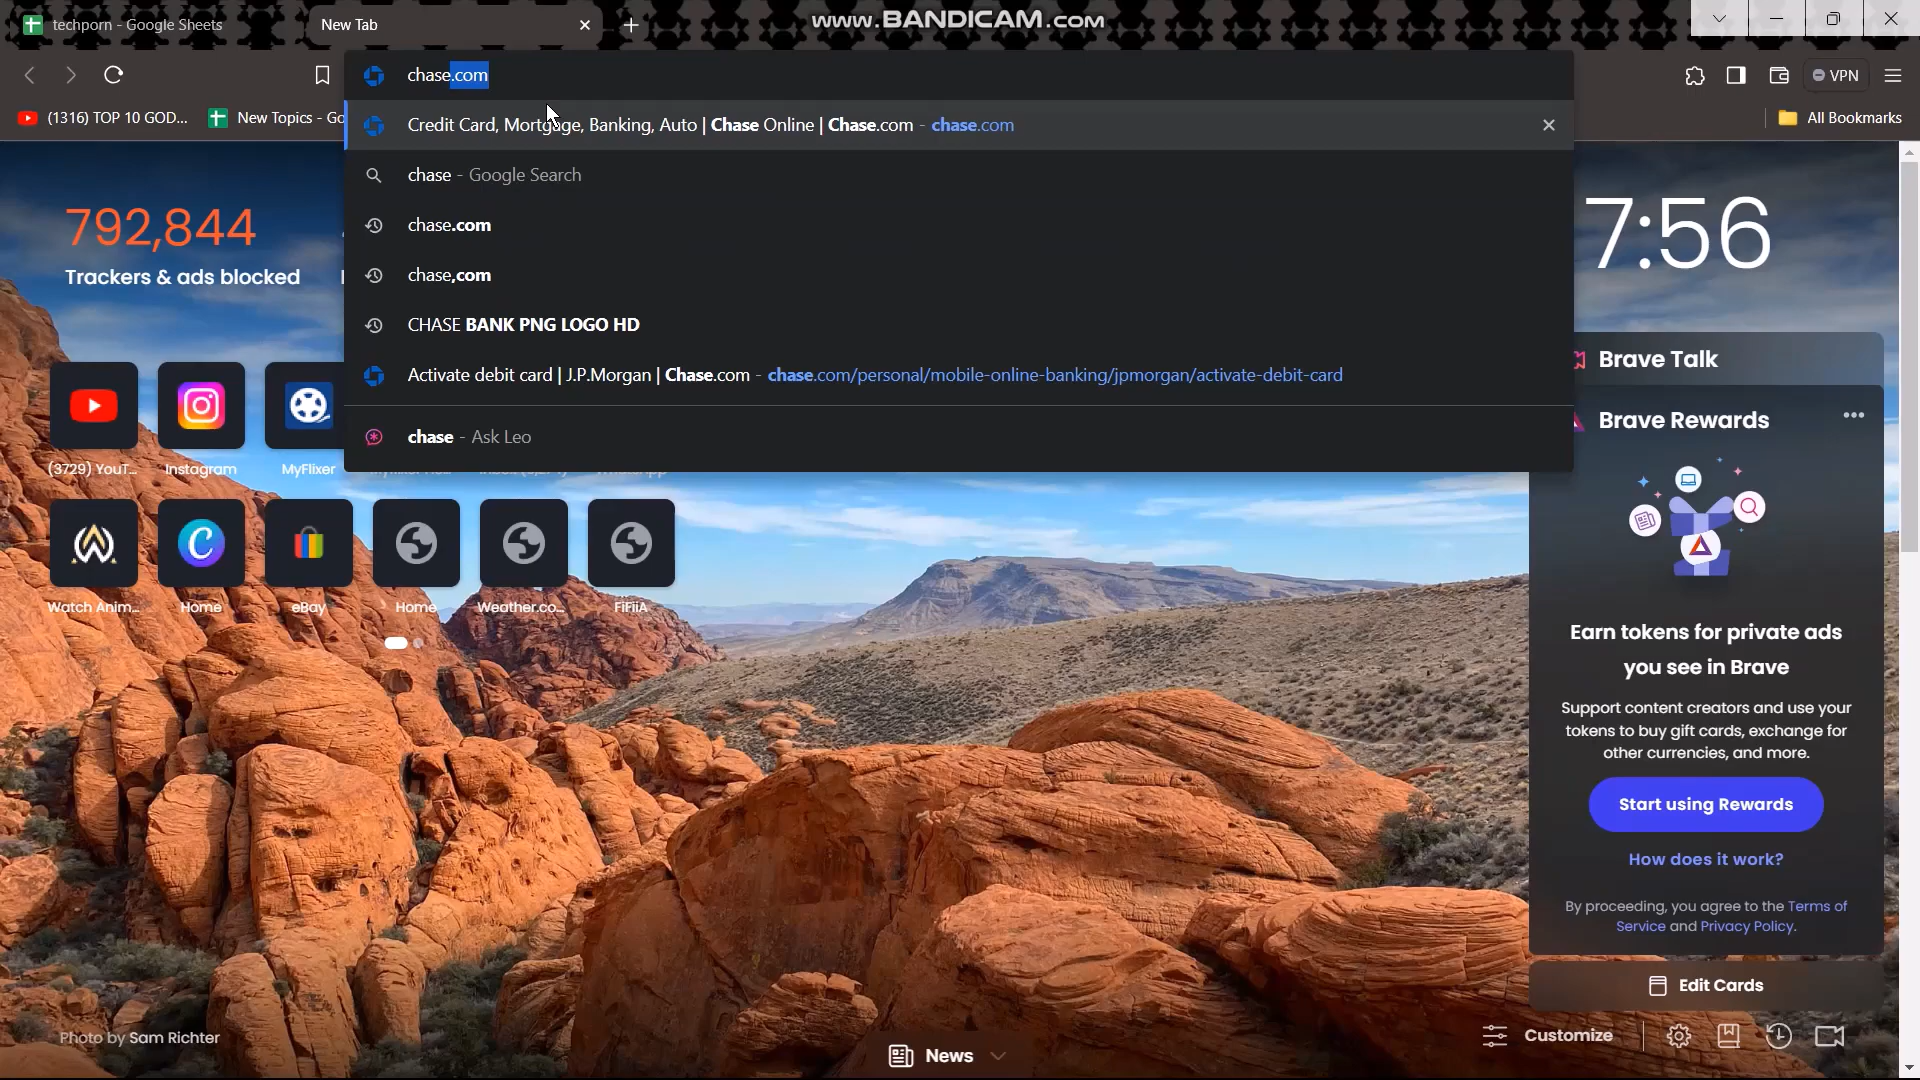 techporn - Google Sheets
New Tab
www.BANDICAM.com
chase.com
VPN
(1316) TOP 10 GOD...
New Topics - Go
All Bookmarks
Credit Card, Mortgage, Banking, Auto | Chase Online | Chase.com - chase.com
chase - Google Search
chase.com
chase,com
CHASE BANK PNG LOGO HD
Activate debit card | J.P.Morgan | Chase.com - chase.com/personal/mobile-online-banking/jpmorgan/activate-debit-card
chase - Ask Leo
792,844
Trackers & ads blocked
7:56
(3729) YouT...
Instagram
MyFlixer
Watch Anim...
Home
eBay
Home
Weather.co...
FiFiiA
Brave Talk
Brave Rewards
Earn tokens for private ads
you see in Brave
Support content creators and use your
tokens to buy gift cards, exchange for
other currencies, and more.
Start using Rewards
How does it work?
By proceeding, you agree to the Terms of
Service and Privacy Policy.
Edit Cards
Photo by Sam Richter
News
Customize